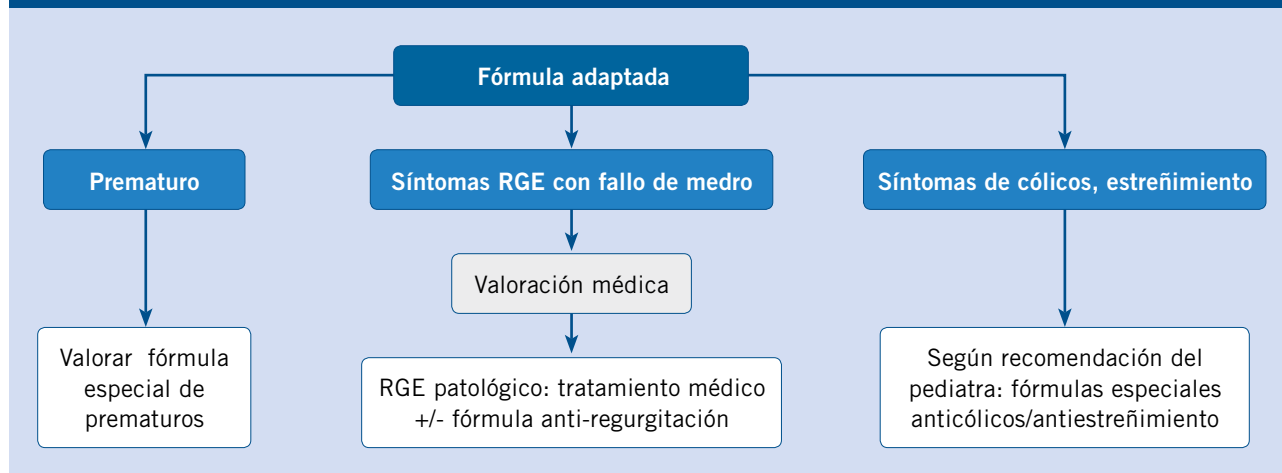 Fórmula adaptada
Prematuro
Síntomas RGE con fallo de medro
Síntomas de cólicos, estreñimiento
Valoración médica
Valorar fórmula
especial de
prematuros
RGE patológico: tratamiento médico
+/- fórmula anti-regurgitación
Según recomendación del
pediatra: fórmulas especiales
anticólicos/antiestreñimiento